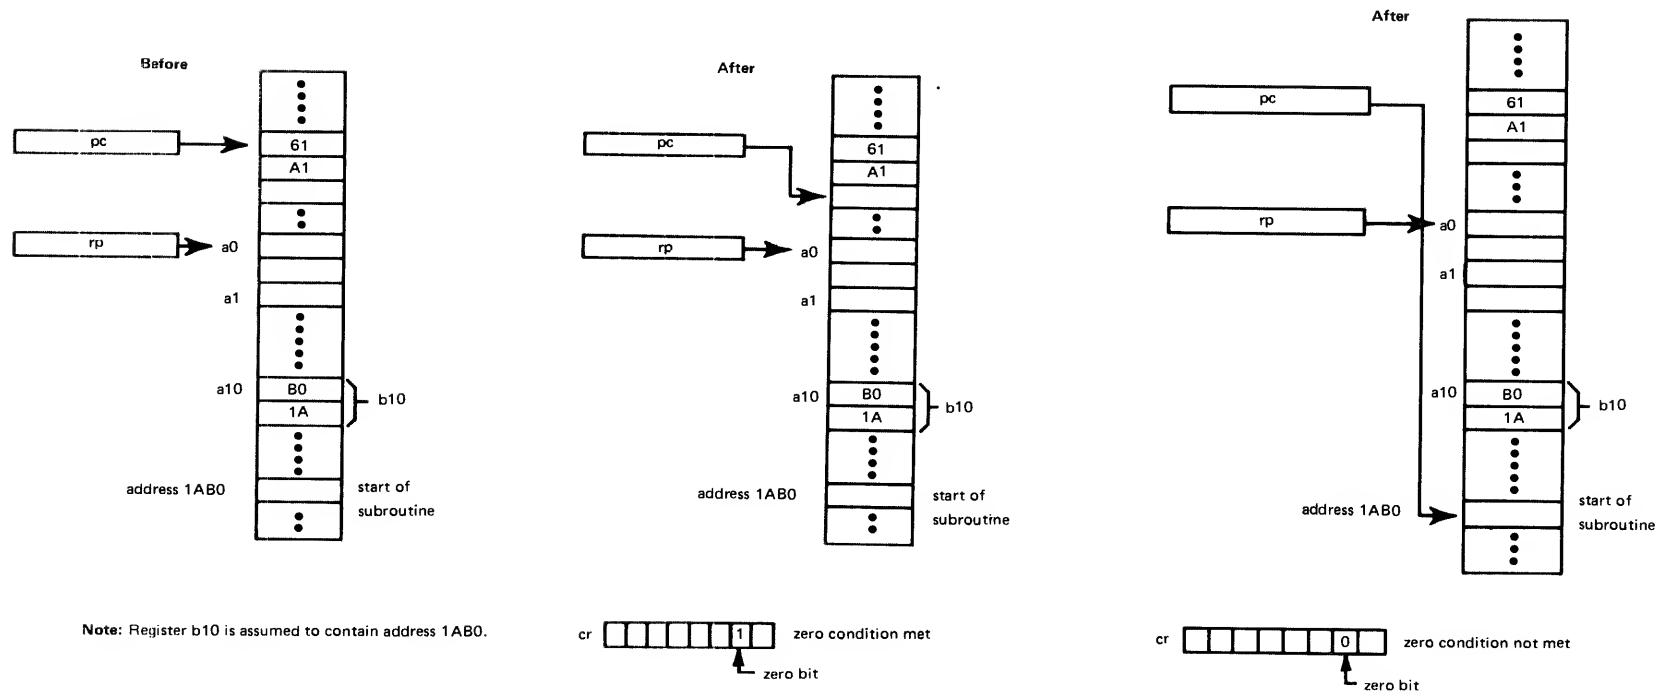 Before
pc
61
A1
rp
a0
a1
a10
B0
1A
b10
address 1AB0
start of
subroutine
Note: Register b10 is assumed to contain address 1AB0.
After
pc
61
A1
rp
a0
a1
a10
B0
1A
b10
address 1AB0
start of
subroutine
cr
1
zero condition met
zero bit
After
pc
61
A1
rp
a0
a1
a10
B0
1A
b10
address 1AB0
start of
subroutine
cr
0
zero condition not met
zero bit